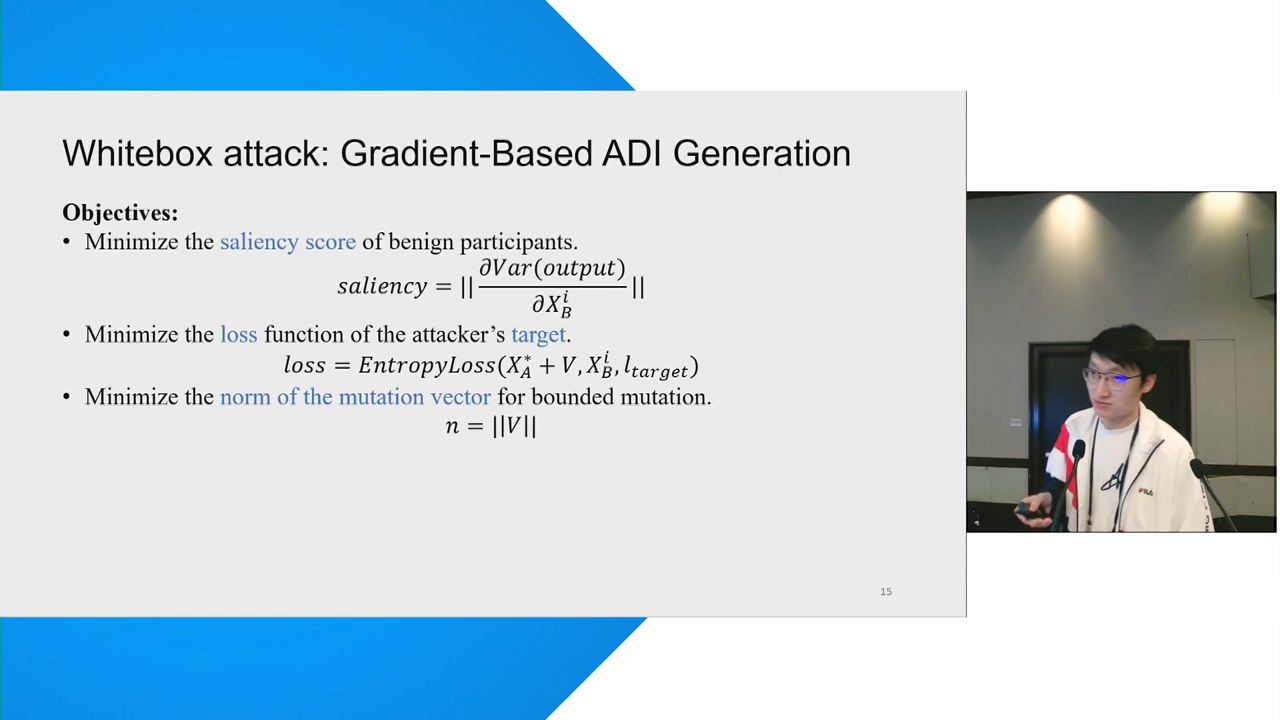 Whitebox attack: Gradient-Based ADI Generation
Objectives:
• Minimize the saliency score of benign participants.
saliency = ||∂Var(output)/∂X_B^i||
• Minimize the loss function of the attacker’s target.
loss = EntropyLoss(X_A^* + V, X_B^i, l_target)
• Minimize the norm of the mutation vector for bounded mutation.
n = ||V||
15
FILA